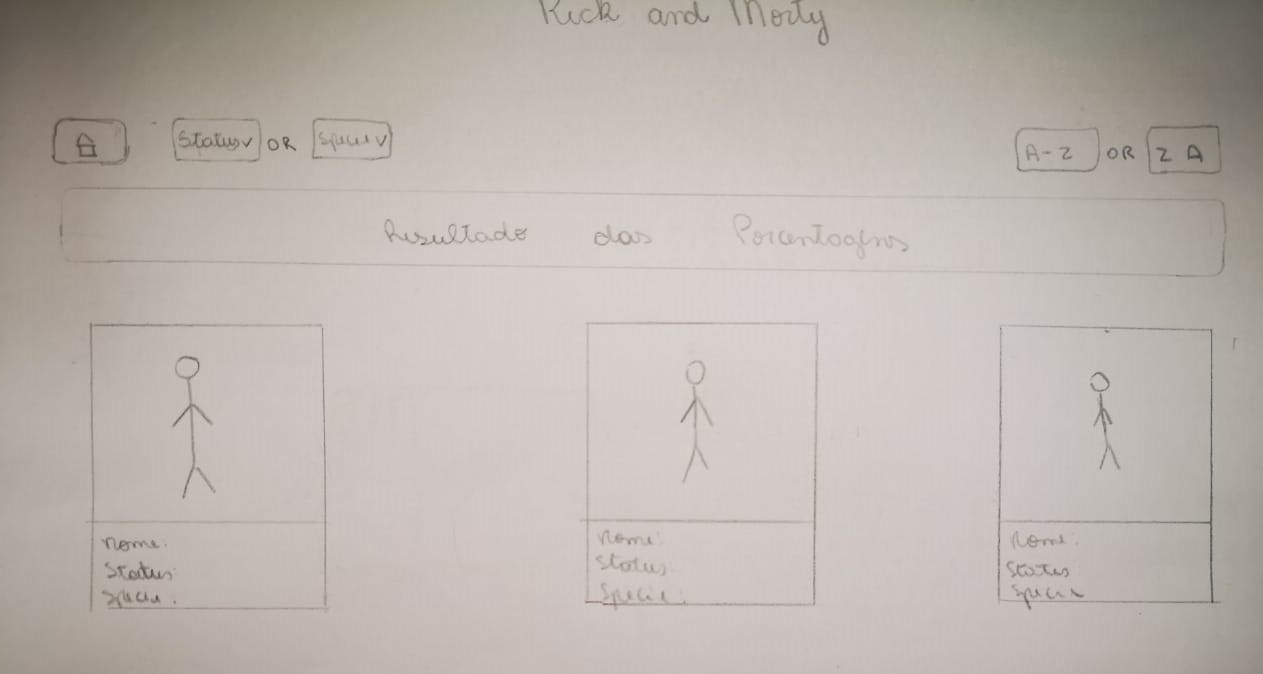 Rick and Morty
Status v OR Specie v A-Z OR Z A
Resultado das Porcentagens
Nome:
Status:
Specie:
Nome:
Status:
Specie:
Nome:
Status
Specie